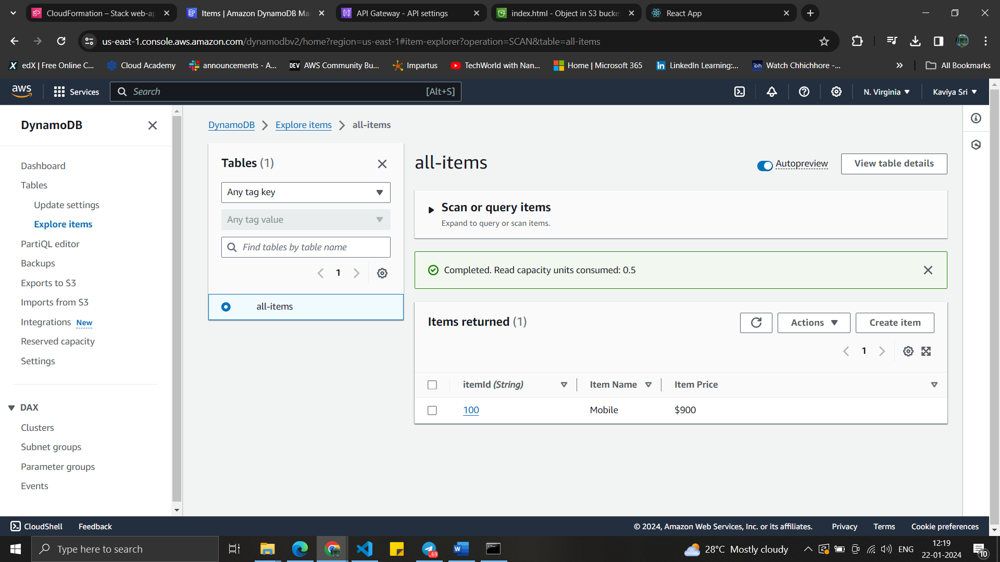 CloudFormation – Stack web-ap
Items | Amazon DynamoDB Ma
API Gateway - API settings
index.html - Object in S3 bucke
React App
us-east-1.console.aws.amazon.com/dynamodbv2/home?region=us-east-1#item-explorer?operation=SCAN&table=all-items
edX | Free Online C...
Cloud Academy
announcements - A...
DEV AWS Community Bu...
Impartus
TechWorld with Nan...
Home | Microsoft 365
LinkedIn Learning:...
Watch Chhichhore -...
All Bookmarks
aws
Services
Search [Alt+S]
N. Virginia
Kaviya Sri
DynamoDB
Dashboard
Tables
Update settings
Explore items
PartiQL editor
Backups
Exports to S3
Imports from S3
Integrations New
Reserved capacity
Settings
DAX
Clusters
Subnet groups
Parameter groups
Events
DynamoDB > Explore items > all-items
Tables (1)
Any tag key
Any tag value
Find tables by table name
1
all-items
all-items
Autopreview
View table details
Scan or query items
Expand to query or scan items.
Completed. Read capacity units consumed: 0.5
Items returned (1)
Actions
Create item
1
itemId (String) Item Name Item Price
100 Mobile $900
CloudShell Feedback
© 2024, Amazon Web Services, Inc. or its affiliates. Privacy Terms Cookie preferences
Type here to search
69
28°C Mostly cloudy
ENG
12:19
22-01-2024
10